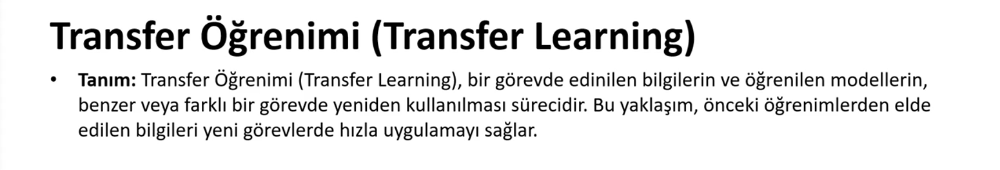 Transfer Öğrenimi (Transfer Learning)
• Tanım: Transfer Öğrenimi (Transfer Learning), bir görevde edinilen bilgilerin ve öğrenilen modellerin,
benzer veya farklı bir görevde yeniden kullanılması sürecidir. Bu yaklaşım, önceki öğrenimlerden elde
edilen bilgileri yeni görevlerde hızla uygulamayı sağlar.